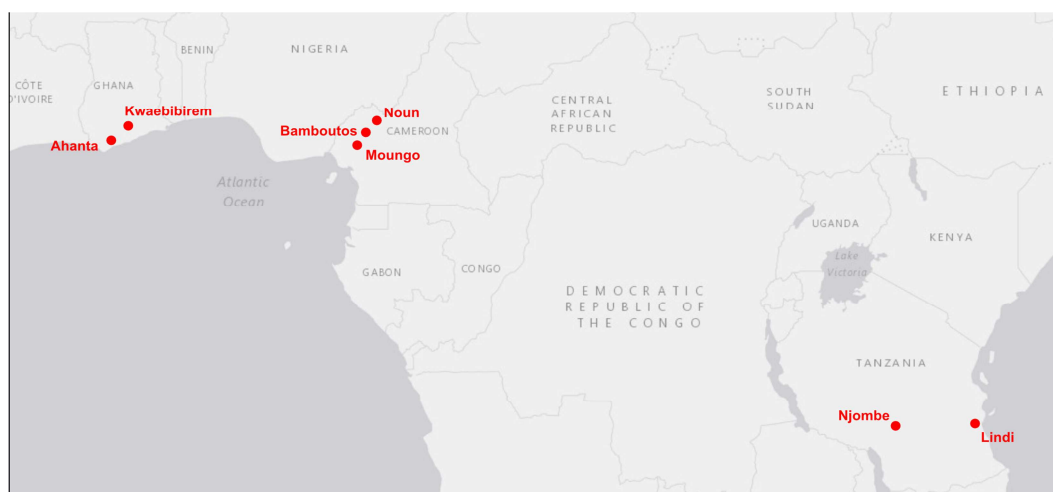 NIGERIA
BENIN
CÔTE
D'IVOIRE
GHANA
CENTRAL
AFRICAN
REPUBLIC
SOUTH
SUDAN
ETHIOPIA
Kwaebibirem
Noun
Bamboutos
CAMEROON
Ahanta
Moungo
Atlantic
Ocean
UGANDA
KENYA
Lake
Victoria
GABON
CONGO
DEMOCRATIC
REPUBLIC OF
THE CONGO
TANZANIA
Njombe
Lindi